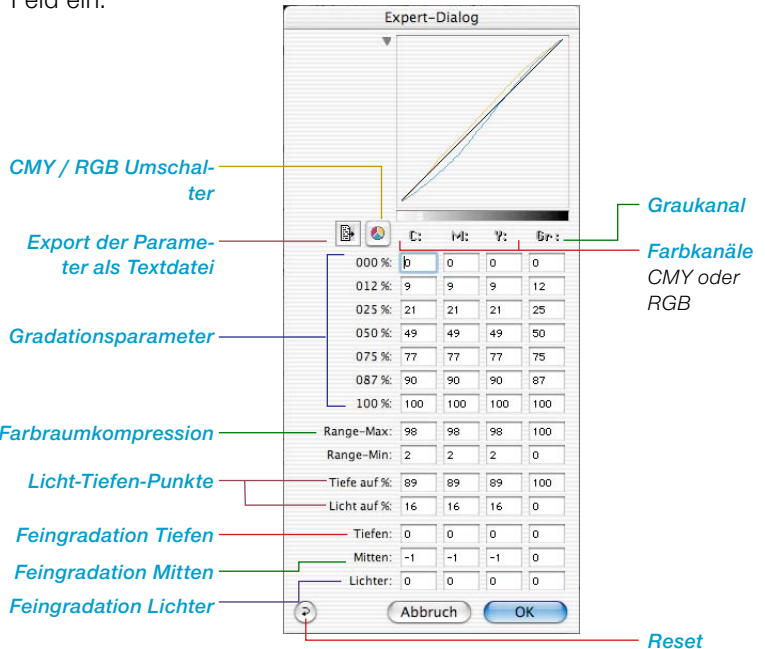 Feld ein.
Expert-Dialog
CMY / RGB Umschal-
ter
Export der Parame-
ter als Textdatei
Gradationsparameter
Farbraumkompression
Licht-Tiefen-Punkte
Feingradation Tiefen
Feingradation Mitten
Feingradation Lichter
C: M: Y: Gr:
000 %: 0 0 0 0
012 %: 9 9 9 12
025 %: 21 21 21 25
050 %: 49 49 49 50
075 %: 77 77 77 75
087 %: 90 90 90 87
100 %: 100 100 100 100
Range-Max: 98 98 98 100
Range-Min: 2 2 2 0
Tiefe auf %: 89 89 89 100
Licht auf %: 16 16 16 0
Tiefen: 0 0 0 0
Mitten: -1 -1 -1 0
Lichter: 0 0 0 0
Abbruch OK
Graukanal
Farbkanäle
CMY oder
RGB
Reset